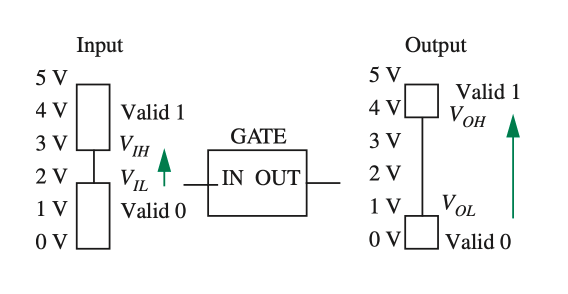 Input
5 V
4 V
Valid 1
3 V
V_IH
2 V
V_IL
1 V
Valid 0
0 V
GATE
IN OUT
Output
5 V
Valid 1
4 V
V_OH
3 V
2 V
1 V
V_OL
0 V
Valid 0